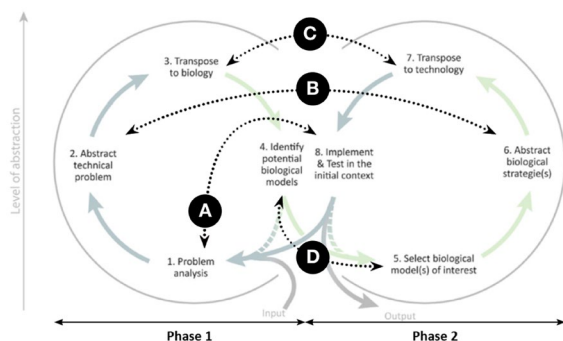 C
3. Transpose
to biology
7. Transpose
to technology
B
2. Abstract
technical
problem
4. Identify
potential
biological
models
8. Implement
& Test in the
initial context
6. Abstract
biological
strategie(s)
A
1. Problem
analysis
D
5. Select biological
model(s) of interest
Input
Output
Level of abstraction
Phase 1
Phase 2